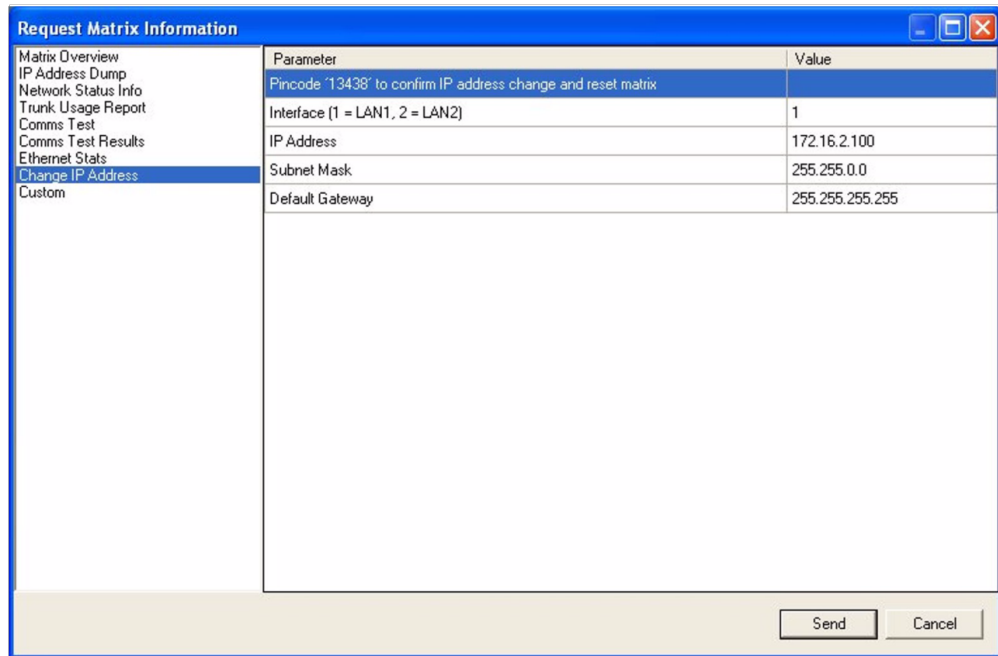 Request Matrix Information
Matrix Overview
IP Address Dump
Network Status Info
Trunk Usage Report
Comms Test
Comms Test Results
Ethernet Stats
Change IP Address
Custom
Parameter Value
Pincode ´13438´ to confirm IP address change and reset matrix
Interface (1 = LAN1, 2 = LAN2) 1
IP Address 172.16.2.100
Subnet Mask 255.255.0.0
Default Gateway 255.255.255.255
Send Cancel